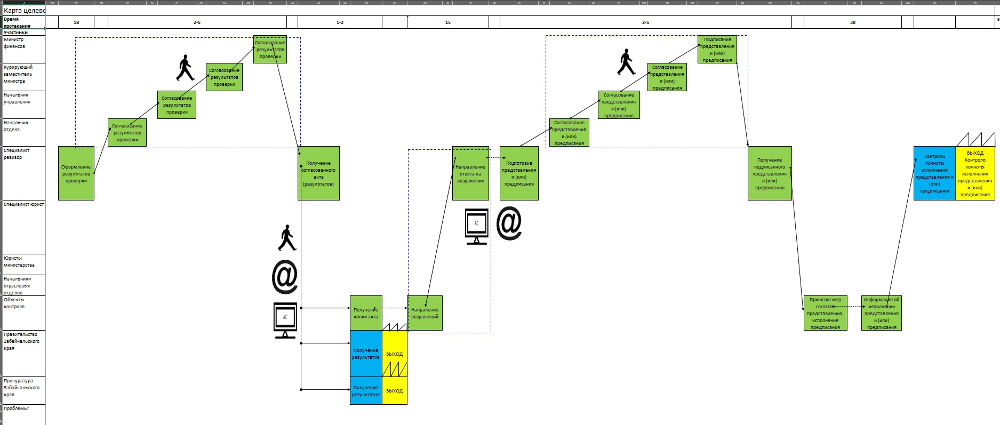 Карта целево
Время
протекания
18
2-5
1-2
15
2-5
30
Участники
Министр
финансов
Согласование
результатов
проверки
Подписание
представления
и (или)
предписания
Курирующий
заместитель
министра
Согласование
результатов
проверки
Согласование
представления
и (или)
предписания
Начальник
управления
Согласование
результатов
проверки
Согласование
представления
и (или)
предписания
Начальник
отдела
Согласование
результатов
проверки
Согласование
представления
и (или)
предписания
Специалист
ревизор
Оформление
результатов
проверки
Получение
согласованного
акта
(результатов)
Направление
ответа на
возражения
Подготовка
представления
и (или)
предписания
Получение
подписанного
представления
и (или)
предписания
Контроль
полноты
исполнения
представления и
(или)
предписания
ВЫХОД
Контроль
полноты
исполнения
представления
и (или)
предписания
Специалист юрист
АС
@
Юристы
министерства
@
Начальники
отраслевых
отделов
АС
Объекты
контроля
Получение
копии акта
Напраление
возражений
Принятие мер
согласно
представлению,
исполнение
предписания
Информация об
исполнении
представления
и (или)
предписания
Правительство
Забайкальского
края
Получение
результатов
ВЫХОД
Прокуратура
Забайкальского
края
Получение
результатов
ВЫХОД
Проблемы: